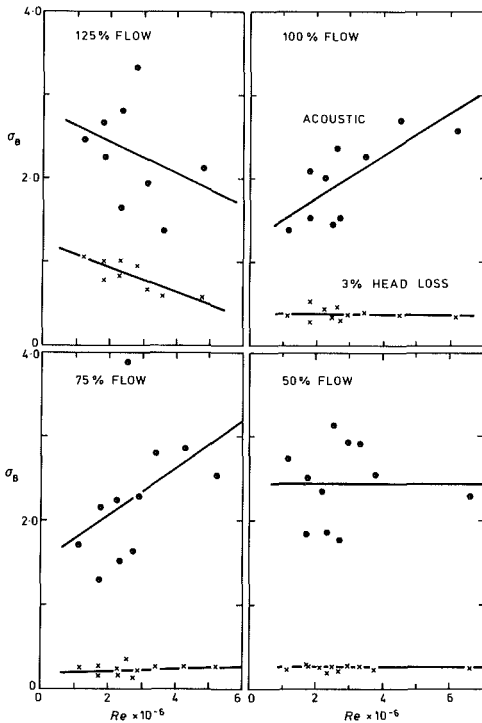 4·0
125% FLOW
100% FLOW
ACOUSTIC
σB
2·0
3% HEAD LOSS
0
4·0
75% FLOW
50% FLOW
σB
2·0
0
0 2 4 6
0 2 4 6
Re × 10-6
Re × 10-6